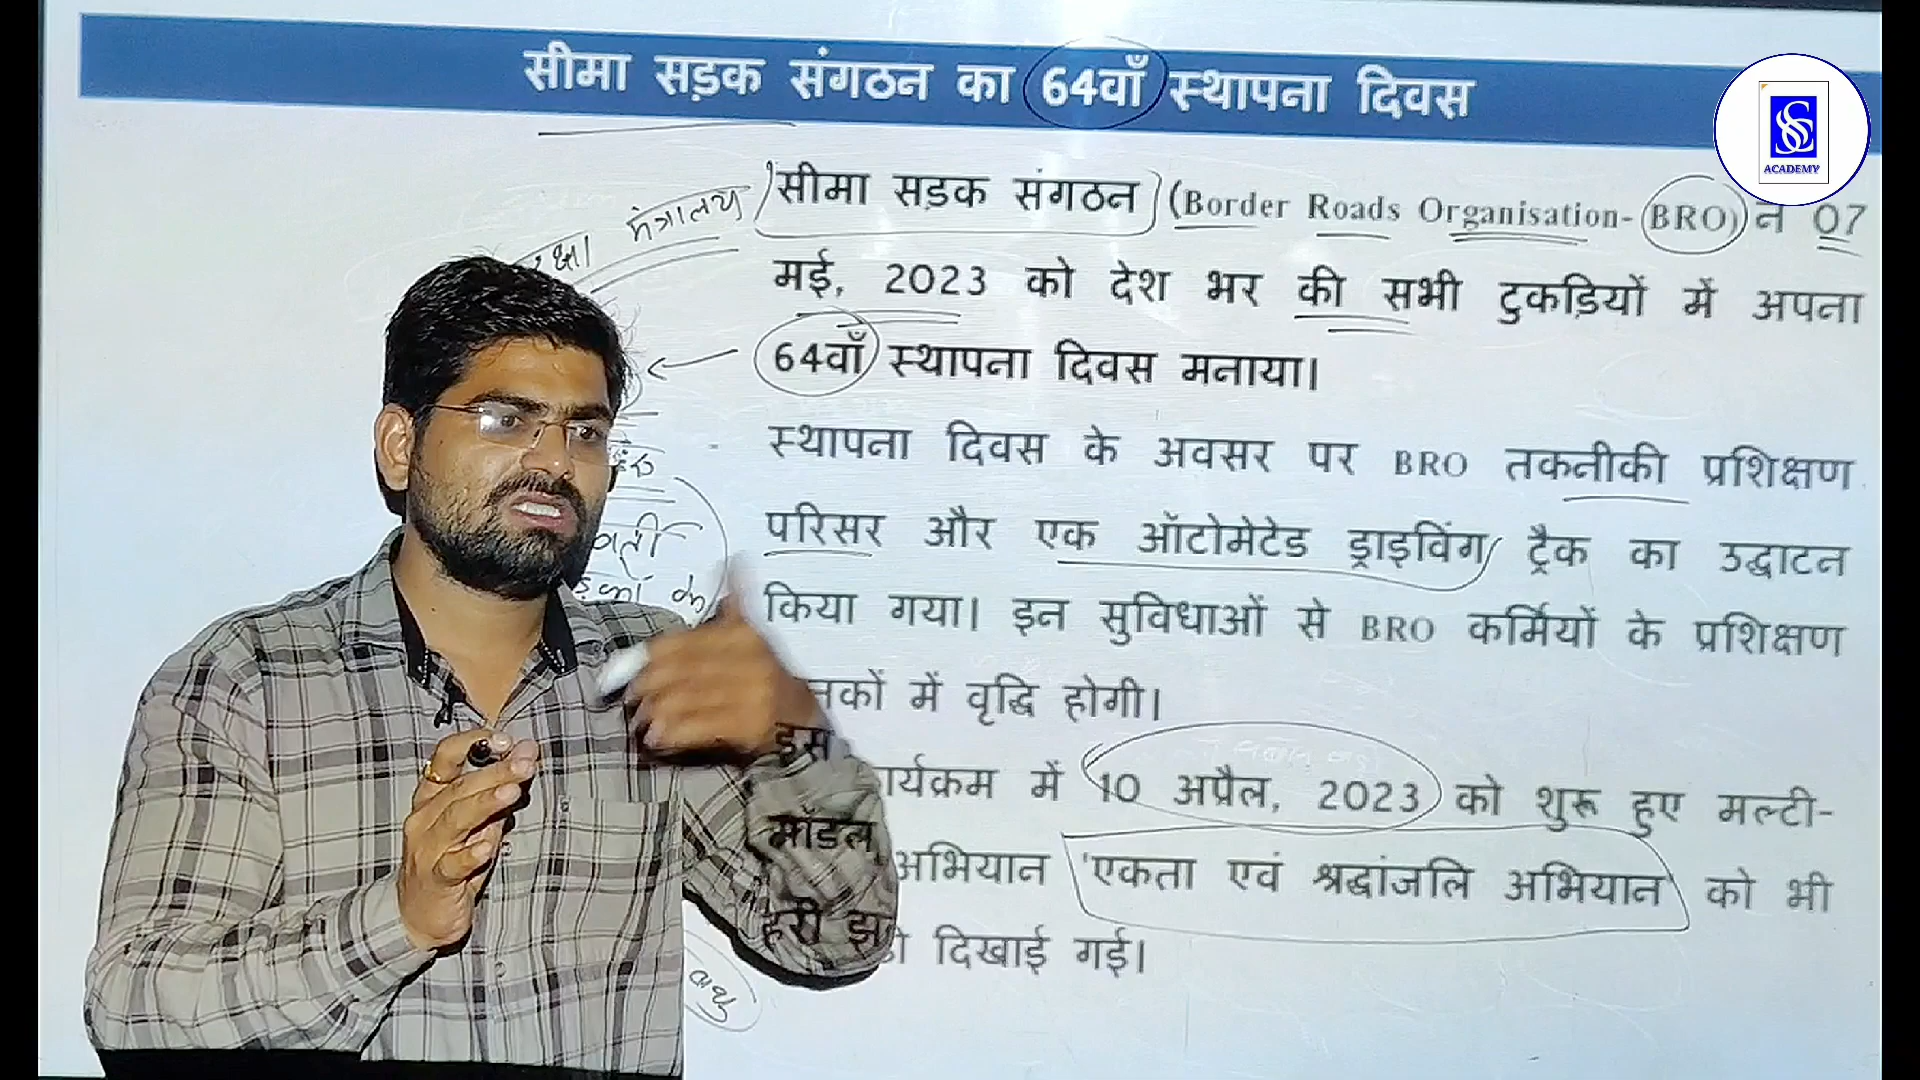 सीमा सड़क संगठन का 64वाँ स्थापना दिवस
SS
ACADEMY
रक्षा मंत्रालय
सीमा सड़क संगठन (Border Roads Organisation- BRO) ने 07
मई, 2023 को देश भर की सभी टुकड़ियों में अपना
64वाँ स्थापना दिवस मनाया।
स्थापना दिवस के अवसर पर BRO तकनीकी प्रशिक्षण
परिसर और एक ऑटोमेटेड ड्राइविंग ट्रैक का उद्घाटन
किया गया। इन सुविधाओं से BRO कर्मियों के प्रशिक्षण
नकों में वृद्धि होगी।
इस र्यक्रम में 10 अप्रैल, 2023 को शुरू हुए मल्टी-
मॉडल अभियान 'एकता एवं श्रद्धांजलि अभियान' को भी
हरी झ दिखाई गई।